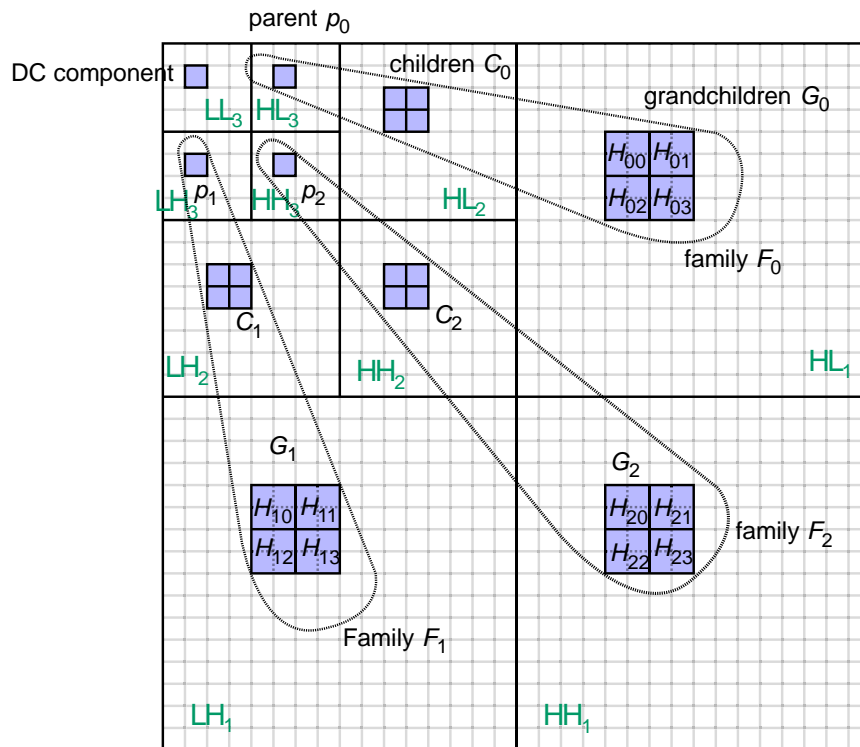 parent p0
DC component
children C0
grandchildren G0
LL3
HL3
H00 H01
p1
p2
LH3
HH3
HL2
H02 H03
family F0
C1
C2
LH2
HH2
HL1
G1
G2
H10 H11
H20 H21
family F2
H12 H13
H22 H23
Family F1
LH1
HH1